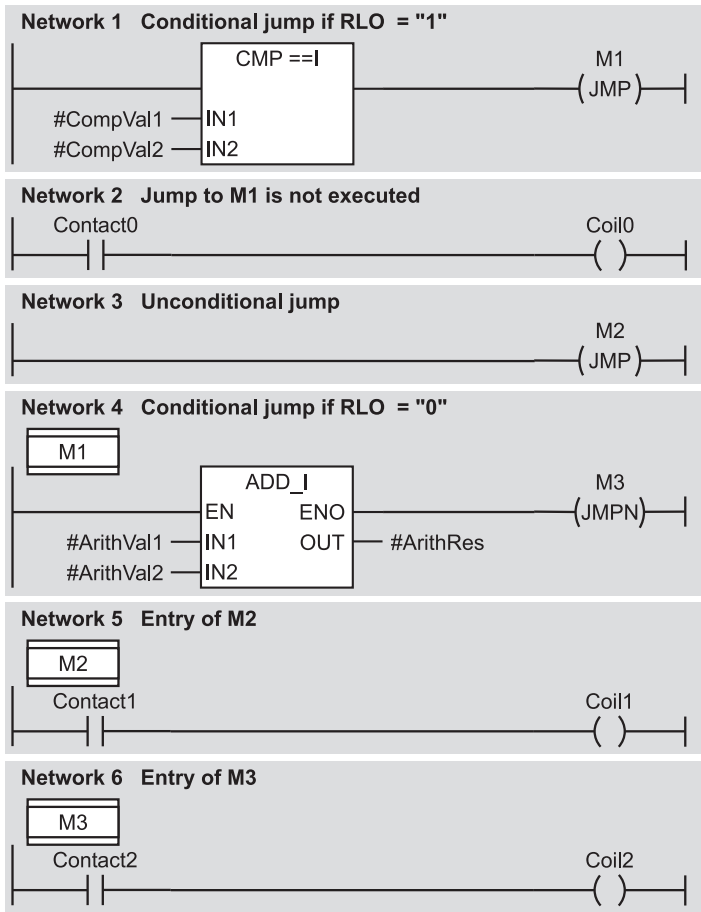 Network 1 Conditional jump if RLO = "1"
CMP ==I
M1
JMP
#CompVal1 IN1
#CompVal2 IN2
Network 2 Jump to M1 is not executed
Contact0 Coil0
Network 3 Unconditional jump
M2
JMP
Network 4 Conditional jump if RLO = "0"
M1
ADD_I M3
EN ENO JMPN
#ArithVal1 IN1 OUT #ArithRes
#ArithVal2 IN2
Network 5 Entry of M2
M2
Contact1 Coil1
Network 6 Entry of M3
M3
Contact2 Coil2